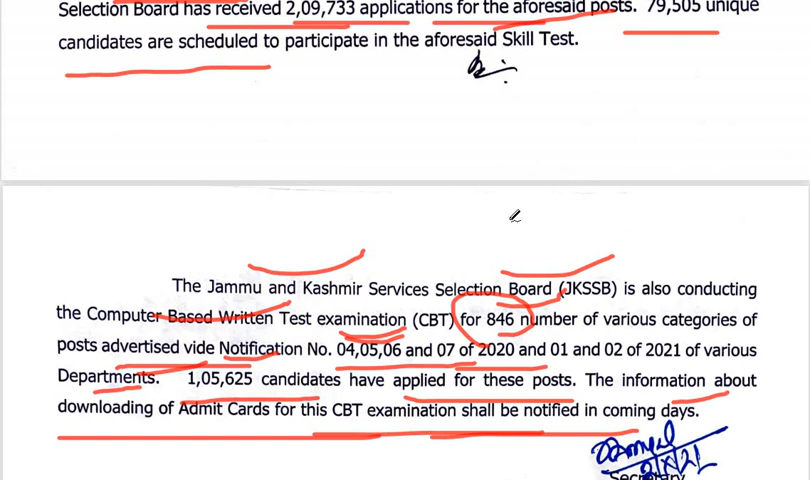 Selection Board has received 2,09,733 applications for the aforesaid posts. 79,505 unique
candidates are scheduled to participate in the aforesaid Skill Test.
The Jammu and Kashmir Services Selection Board (JKSSB) is also conducting
the Computer Based Written Test examination (CBT) for 846 number of various categories of
posts advertised vide Notification No. 04,05,06 and 07 of 2020 and 01 and 02 of 2021 of various
Departments. 1,05,625 candidates have applied for these posts. The information about
downloading of Admit Cards for this CBT examination shall be notified in coming days.
Secretary